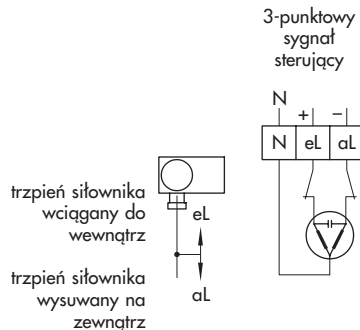 3-punktowy
sygnał
sterujący
N
+ −
N eL aL
trzpień siłownika
wciągany do
wewnątrz
eL
trzpień siłownika
wysuwany na
zewnątrz
aL